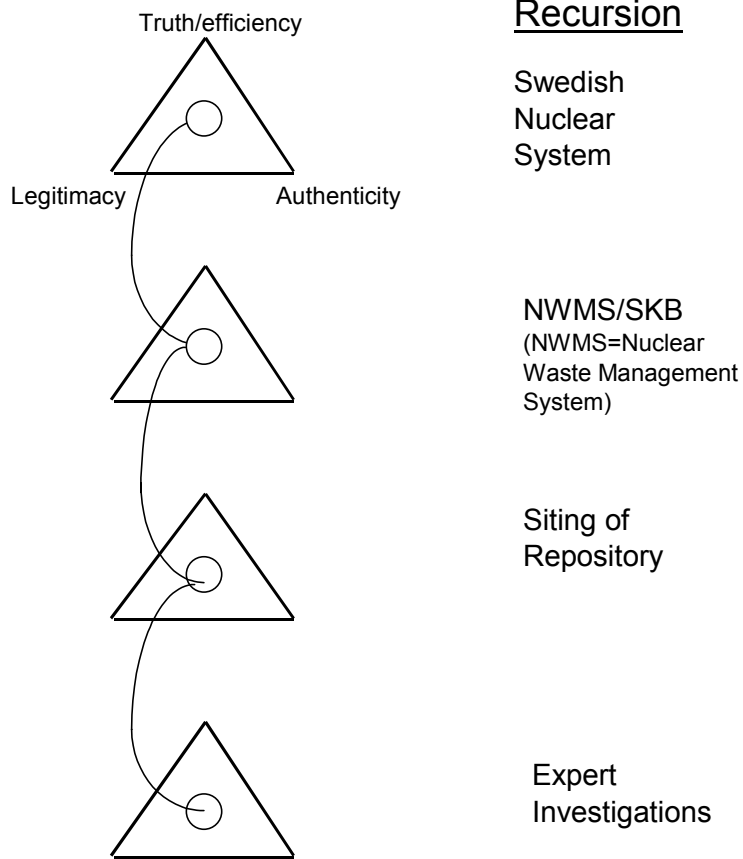 Truth/efficiency
Recursion
Swedish
Nuclear
System
Legitimacy
Authenticity
NWMS/SKB
(NWMS=Nuclear
Waste Management
System)
Siting of
Repository
Expert
Investigations